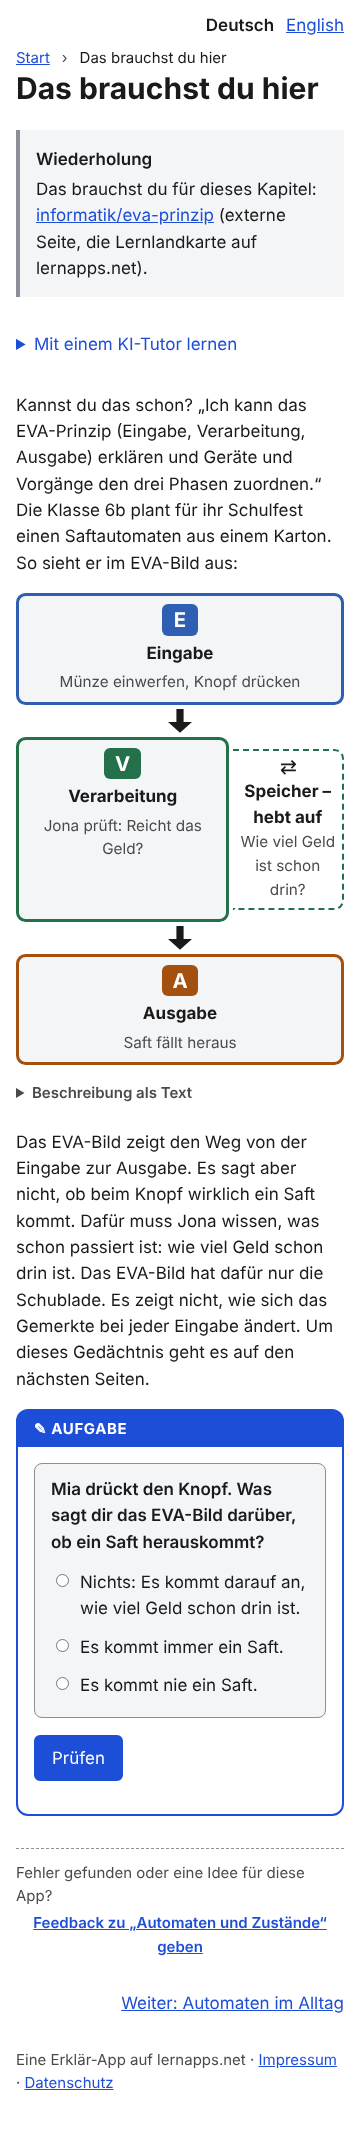 Deutsch English
Start › Das brauchst du hier
Das brauchst du hier
Wiederholung
Das brauchst du für dieses Kapitel:
informatik/eva-prinzip (externe
Seite, die Lernlandkarte auf
lernapps.net).
▶ Mit einem KI-Tutor lernen
Kannst du das schon? „Ich kann das
EVA-Prinzip (Eingabe, Verarbeitung,
Ausgabe) erklären und Geräte und
Vorgänge den drei Phasen zuordnen.“
Die Klasse 6b plant für ihr Schulfest
einen Saftautomaten aus einem Karton.
So sieht er im EVA-Bild aus:
E
Eingabe
Münze einwerfen, Knopf drücken
V
Verarbeitung
Jona prüft: Reicht das
Geld?
⇄
Speicher –
hebt auf
Wie viel Geld
ist schon
drin?
A
Ausgabe
Saft fällt heraus
▶ Beschreibung als Text
Das EVA-Bild zeigt den Weg von der
Eingabe zur Ausgabe. Es sagt aber
nicht, ob beim Knopf wirklich ein Saft
kommt. Dafür muss Jona wissen, was
schon passiert ist: wie viel Geld schon
drin ist. Das EVA-Bild hat dafür nur die
Schublade. Es zeigt nicht, wie sich das
Gemerkte bei jeder Eingabe ändert. Um
dieses Gedächtnis geht es auf den
nächsten Seiten.
✎ AUFGABE
Mia drückt den Knopf. Was
sagt dir das EVA-Bild darüber,
ob ein Saft herauskommt?
Nichts: Es kommt darauf an,
wie viel Geld schon drin ist.
Es kommt immer ein Saft.
Es kommt nie ein Saft.
Prüfen
Fehler gefunden oder eine Idee für diese
App?
Feedback zu „Automaten und Zustände“
geben
Weiter: Automaten im Alltag
Eine Erklär-App auf lernapps.net · Impressum
· Datenschutz